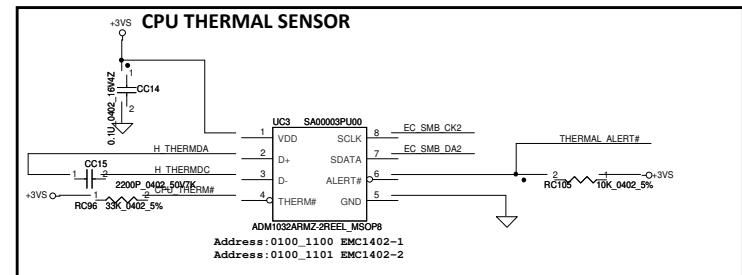 CPU THERMAL SENSOR
+3VS
1
CC14
2
0.1U_0402_16V4Z
UC3 SA00003PU00
1 VDD SCLK 8 EC_SMB_CK2
H_THERMDA 2 D+ SDATA 7 EC_SMB_DA2
THERMAL_ALERT#
CC15
1 2 H_THERMDC 3 D- ALERT# 6
2200P_0402_50V7K
2 1 +3VS
RC105 10K_0402_5%
+3VS 1 2 CPU_THERM# 4 THERM# GND 5
RC96 33K_0402_5%
ADM1032ARMZ-2REEL_MSOP8
Address:0100_1100 EMC1402-1
Address:0100_1101 EMC1402-2